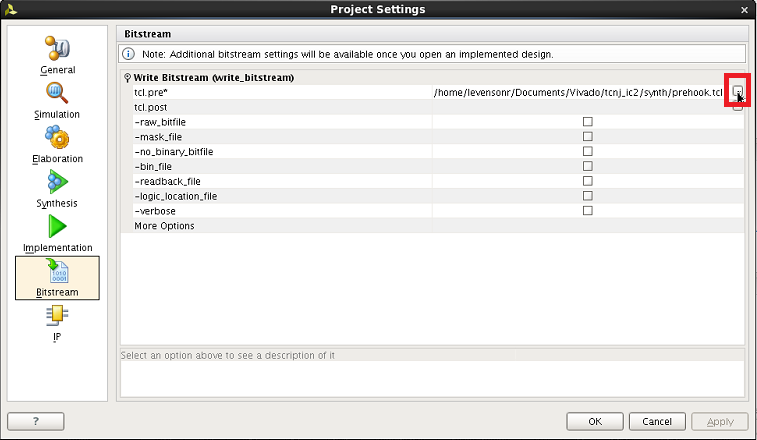 Project Settings
General
Simulation
Elaboration
Synthesis
Implementation
1010
0001
Bitstream
IP
Bitstream
Note: Additional bitstream settings will be available once you open an implemented design.
Write Bitstream (write_bitstream)
tcl.pre* /home/levensonr/Documents/Vivado/tcnj_ic2/synth/prehook.tcl
tcl.post
-raw_bitfile
-mask_file
-no_binary_bitfile
-bin_file
-readback_file
-logic_location_file
-verbose
More Options
Select an option above to see a description of it
? OK Cancel Apply